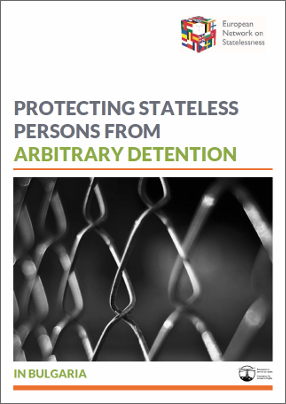 European
Network on
Statelessness
PROTECTING STATELESS
PERSONS FROM
ARBITRARY DETENTION
IN BULGARIA